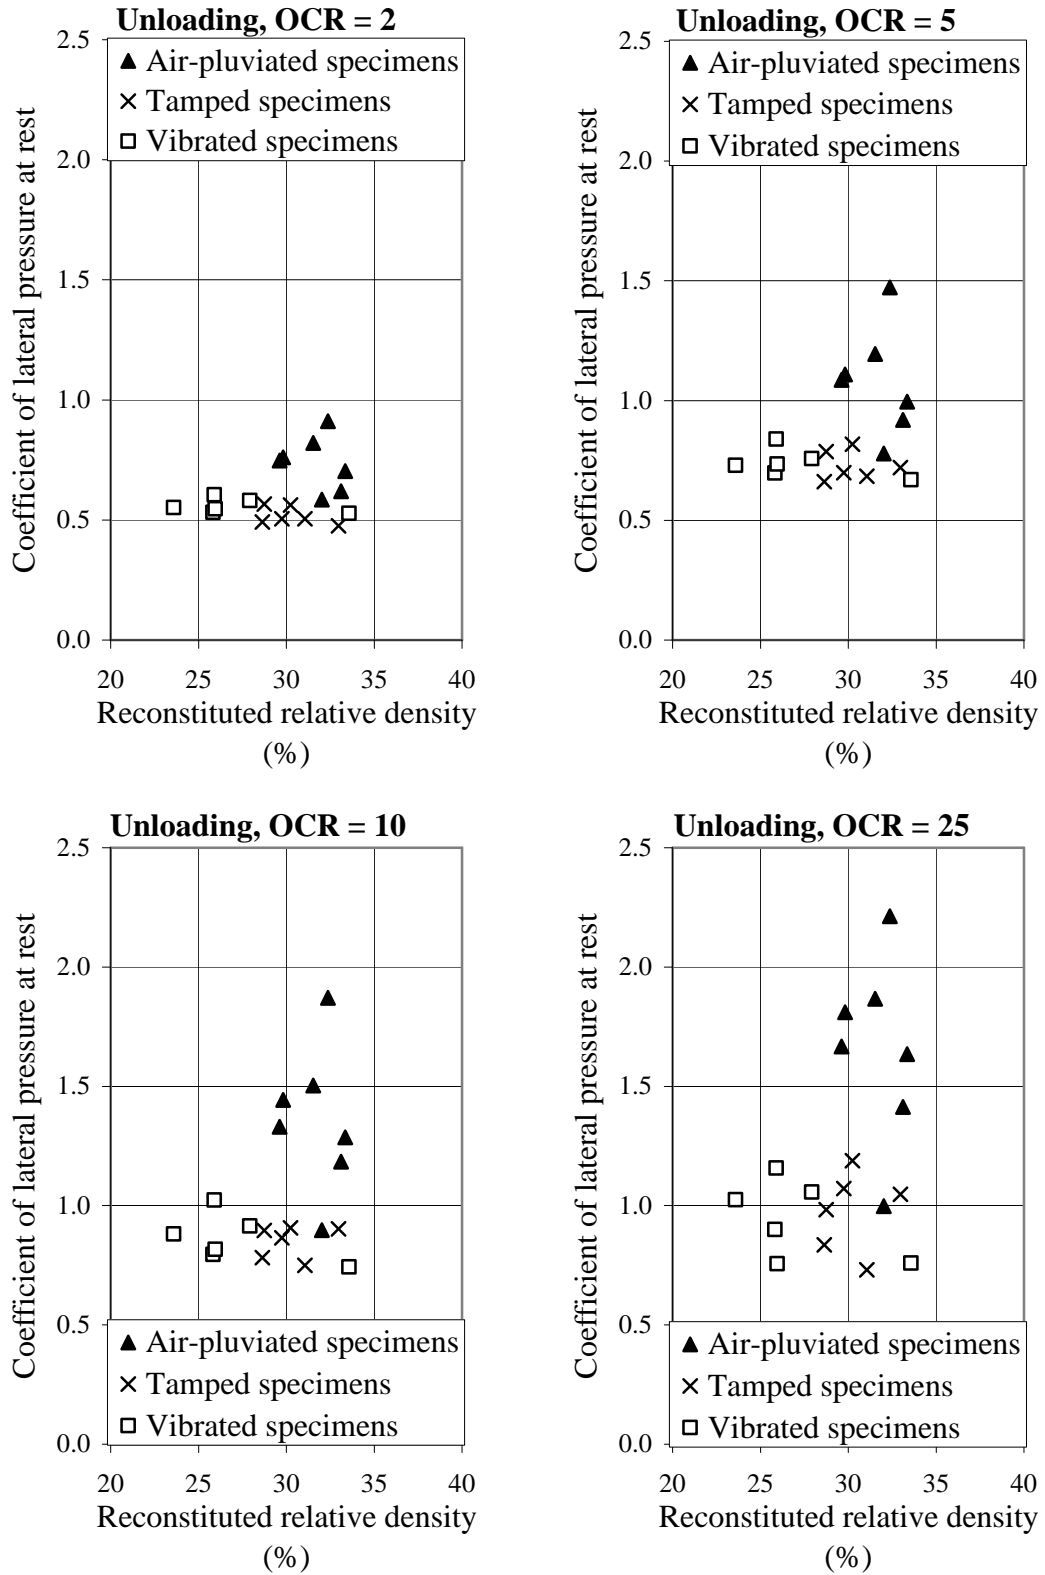 Unloading, OCR = 2
2.5
2.0
1.5
1.0
0.5
0.0
Coefficient of lateral pressure at rest
Air-pluviated specimens
Tamped specimens
Vibrated specimens
20 25 30 35 40
Reconstituted relative density
(%)
Unloading, OCR = 5
2.5
2.0
1.5
1.0
0.5
0.0
Coefficient of lateral pressure at rest
Air-pluviated specimens
Tamped specimens
Vibrated specimens
20 25 30 35 40
Reconstituted relative density
(%)
Unloading, OCR = 10
2.5
2.0
1.5
1.0
0.5
0.0
Coefficient of lateral pressure at rest
Air-pluviated specimens
Tamped specimens
Vibrated specimens
20 25 30 35 40
Reconstituted relative density
(%)
Unloading, OCR = 25
2.5
2.0
1.5
1.0
0.5
0.0
Coefficient of lateral pressure at rest
Air-pluviated specimens
Tamped specimens
Vibrated specimens
20 25 30 35 40
Reconstituted relative density
(%)